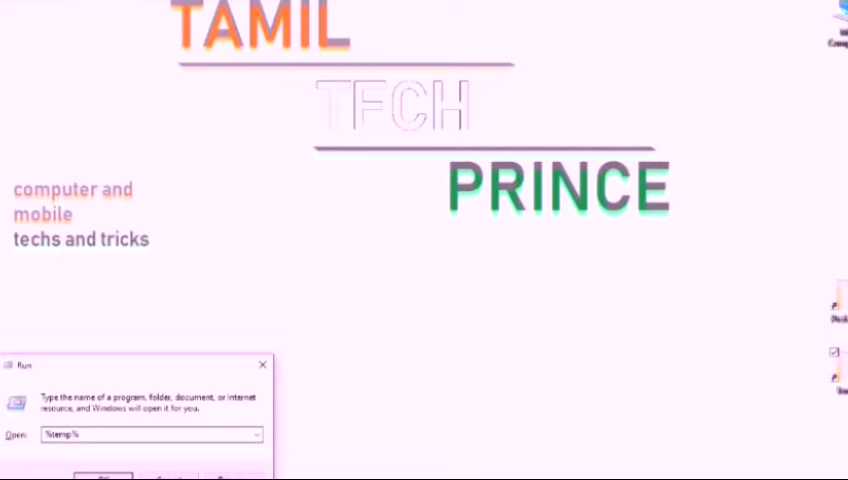 TAMIL
TECH
PRINCE
computer and
mobile
techs and tricks
Run
Type the name of a program, folder, document, or Internet
resource, and Windows will open it for you.
Open:
%temp%